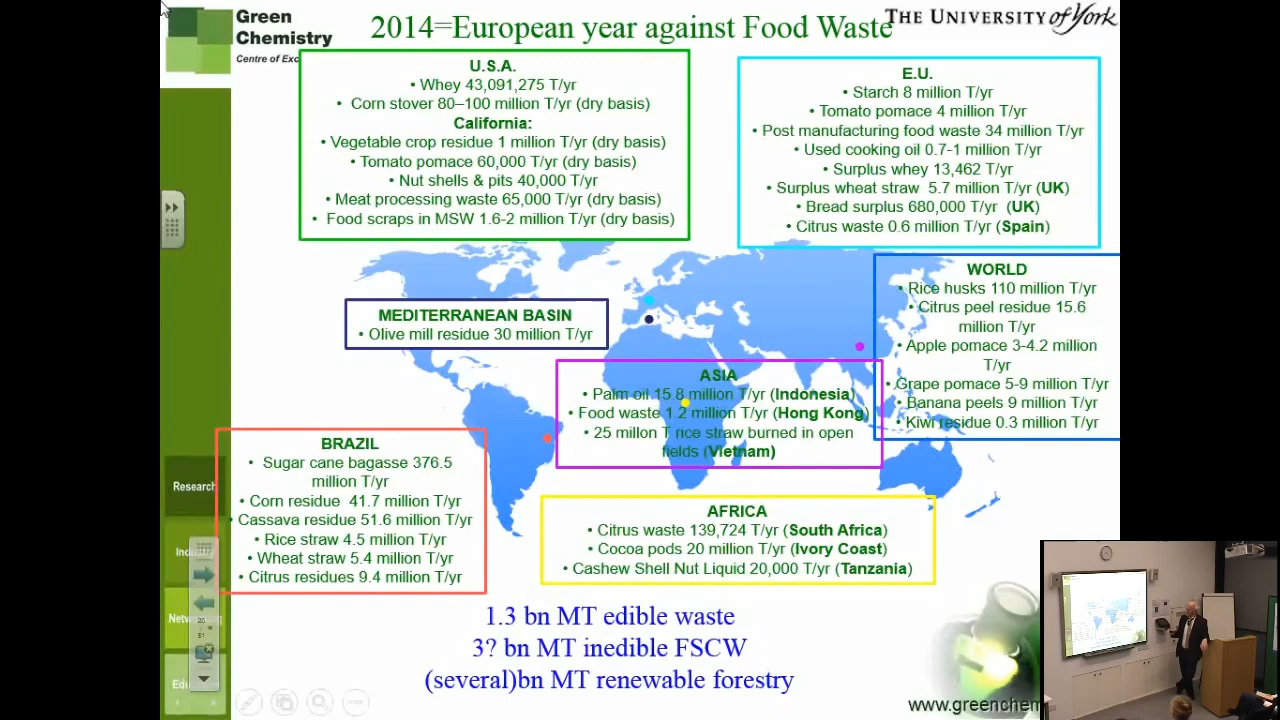 Green
Chemistry
Centre of Exc
2014=European year against Food Waste
THE UNIVERSITY of York
U.S.A.
• Whey 43,091,275 T/yr
• Corn stover 80–100 million T/yr (dry basis)
California:
• Vegetable crop residue 1 million T/yr (dry basis)
• Tomato pomace 60,000 T/yr (dry basis)
• Nut shells & pits 40,000 T/yr
• Meat processing waste 65,000 T/yr (dry basis)
• Food scraps in MSW 1.6-2 million T/yr (dry basis)
E.U.
• Starch 8 million T/yr
• Tomato pomace 4 million T/yr
• Post manufacturing food waste 34 million T/yr
• Used cooking oil 0.7-1 million T/yr
• Surplus whey 13,462 T/yr
• Surplus wheat straw 5.7 million T/yr (UK)
• Bread surplus 680,000 T/yr (UK)
• Citrus waste 0.6 million T/yr (Spain)
WORLD
• Rice husks 110 million T/yr
• Citrus peel residue 15.6
million T/yr
• Apple pomace 3-4.2 million
T/yr
• Grape pomace 5-9 million T/yr
• Banana peels 9 million T/yr
• Kiwi residue 0.3 million T/yr
MEDITERRANEAN BASIN
• Olive mill residue 30 million T/yr
ASIA
• Palm oil 15.8 million T/yr (Indonesia)
• Food waste 1.2 million T/yr (Hong Kong)
• 25 millon T rice straw burned in open
fields (Vietnam)
BRAZIL
• Sugar cane bagasse 376.5
million T/yr
• Corn residue 41.7 million T/yr
• Cassava residue 51.6 million T/yr
• Rice straw 4.5 million T/yr
• Wheat straw 5.4 million T/yr
• Citrus residues 9.4 million T/yr
AFRICA
• Citrus waste 139,724 T/yr (South Africa)
• Cocoa pods 20 million T/yr (Ivory Coast)
• Cashew Shell Nut Liquid 20,000 T/yr (Tanzania)
1.3 bn MT edible waste
3? bn MT inedible FSCW
(several)bn MT renewable forestry
Research
Indu
Netw
Edu
20
51
www.greenchem